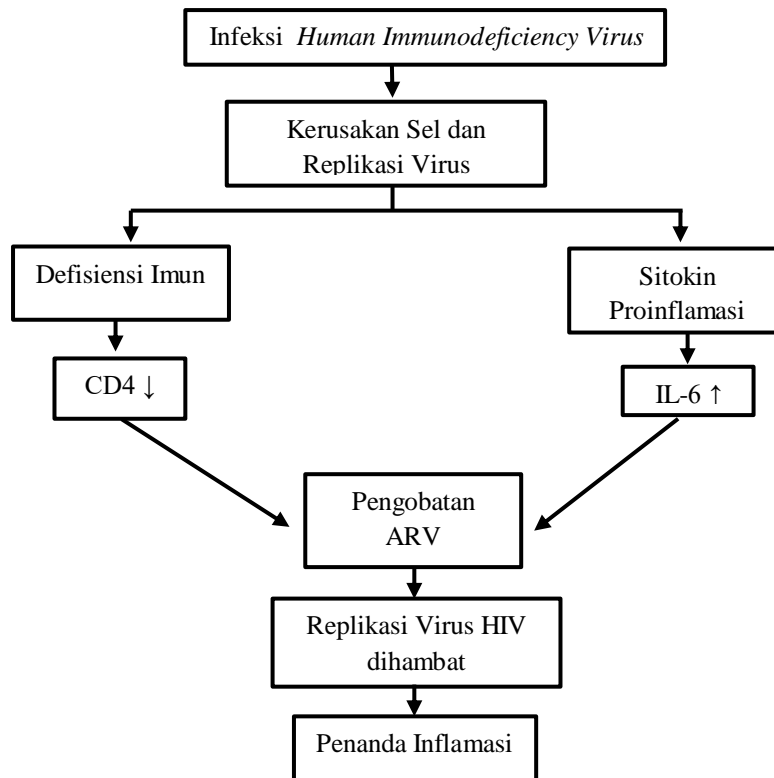 Infeksi Human Immunodeficiency Virus
Kerusakan Sel dan
Replikasi Virus
Defisiensi Imun
Sitokin
Proinflamasi
CD4 ↓
IL-6 ↑
Pengobatan
ARV
Replikasi Virus HIV
dihambat
Penanda Inflamasi